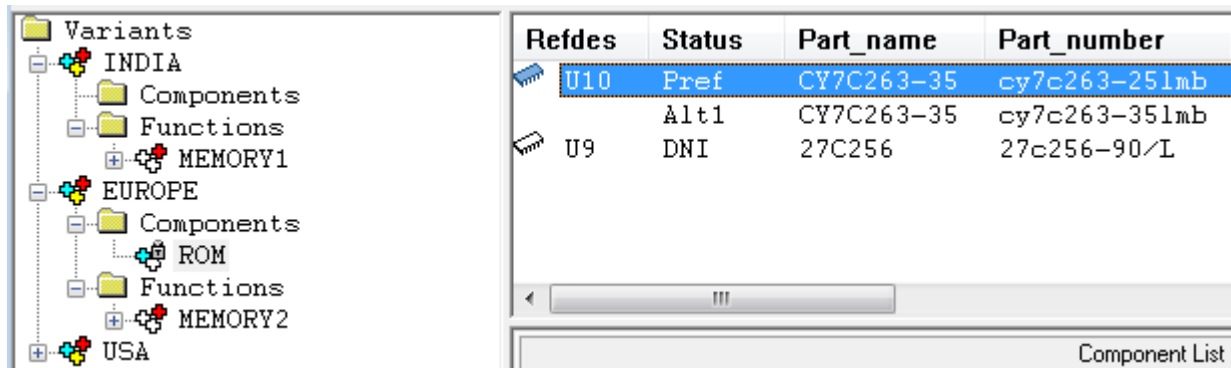 Variants
INDIA
Components
Functions
MEMORY1
EUROPE
Components
ROM
Functions
MEMORY2
USA
Refdes Status Part_name Part_number
U10 Pref CY7C263-35 cy7c263-25lmb
Alt1 CY7C263-35 cy7c263-35lmb
U9 DNI 27C256 27c256-90/L
Component List